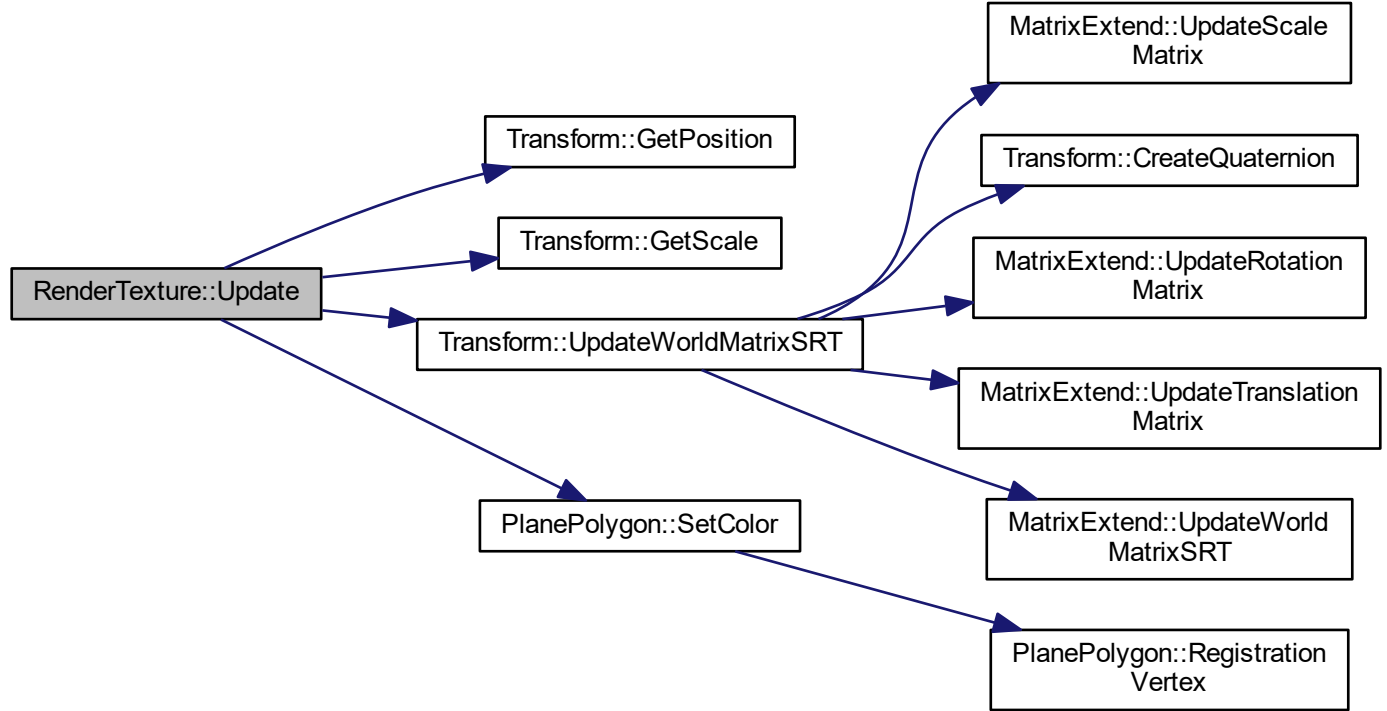 RenderTexture::Update
Transform::GetPosition
Transform::GetScale
Transform::UpdateWorldMatrixSRT
PlanePolygon::SetColor
MatrixExtend::UpdateScale
Matrix
Transform::CreateQuaternion
MatrixExtend::UpdateRotation
Matrix
MatrixExtend::UpdateTranslation
Matrix
MatrixExtend::UpdateWorld
MatrixSRT
PlanePolygon::Registration
Vertex